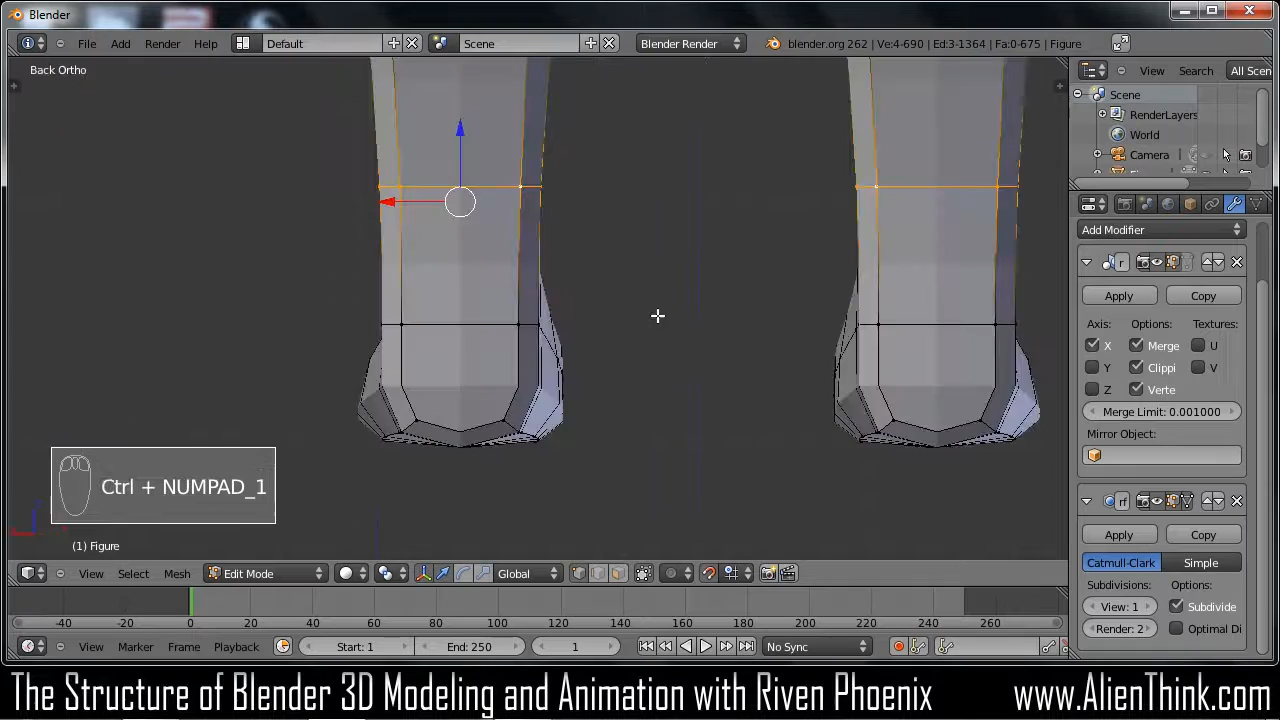 Blender
File Add Render Help Default Scene Blender Render blender.org 262 | Ve:4-690 | Ed:3-1364 | Fa:0-675 | Figure
Back Ortho
View Search All Scen
Scene
RenderLayers
World
Camera
Add Modifier
Apply Copy
Axis: Options: Textures:
X Merge U
Y Clippi V
Z Verte
Merge Limit: 0.001000
Mirror Object:
Ctrl + NUMPAD_1
Apply Copy
(1) Figure
Catmull-Clark Simple
View Select Mesh Edit Mode Global
Subdivisions: Options:
View: 1 Subdivide
Render: 2 Optimal Di
-40 -20 0 20 40 60 80 100 120 140 160 180 200 220 240 260
View Marker Frame Playback Start: 1 End: 250 1 No Sync
The Structure of Blender 3D Modeling and Animation with Riven Phoenix www.AlienThink.com